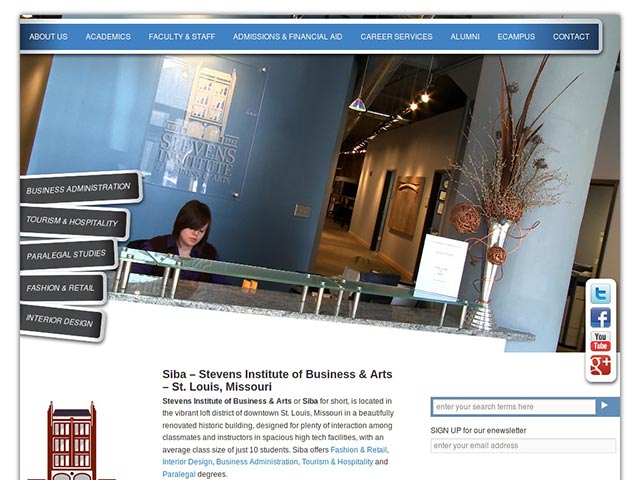 ABOUT US ACADEMICS FACULTY & STAFF ADMISSIONS & FINANCIAL AID CAREER SERVICES ALUMNI ECAMPUS CONTACT
STEVENS
INSTITUTE
BUSINESS ADMINISTRATION
TOURISM & HOSPITALITY
PARALEGAL STUDIES
FASHION & RETAIL
INTERIOR DESIGN
You
Tube
Siba – Stevens Institute of Business & Arts
– St. Louis, Missouri
Stevens Institute of Business & Arts or Siba for short, is located in
the vibrant loft district of downtown St. Louis, Missouri in a beautifully
renovated historic building, designed for plenty of interaction among
classmates and instructors in spacious high tech facilities, with an
average class size of just 10 students. Siba offers Fashion & Retail,
Interior Design, Business Administration, Tourism & Hospitality and
Paralegal degrees.
enter your search terms here
SIGN UP for our enewsletter
enter your email address